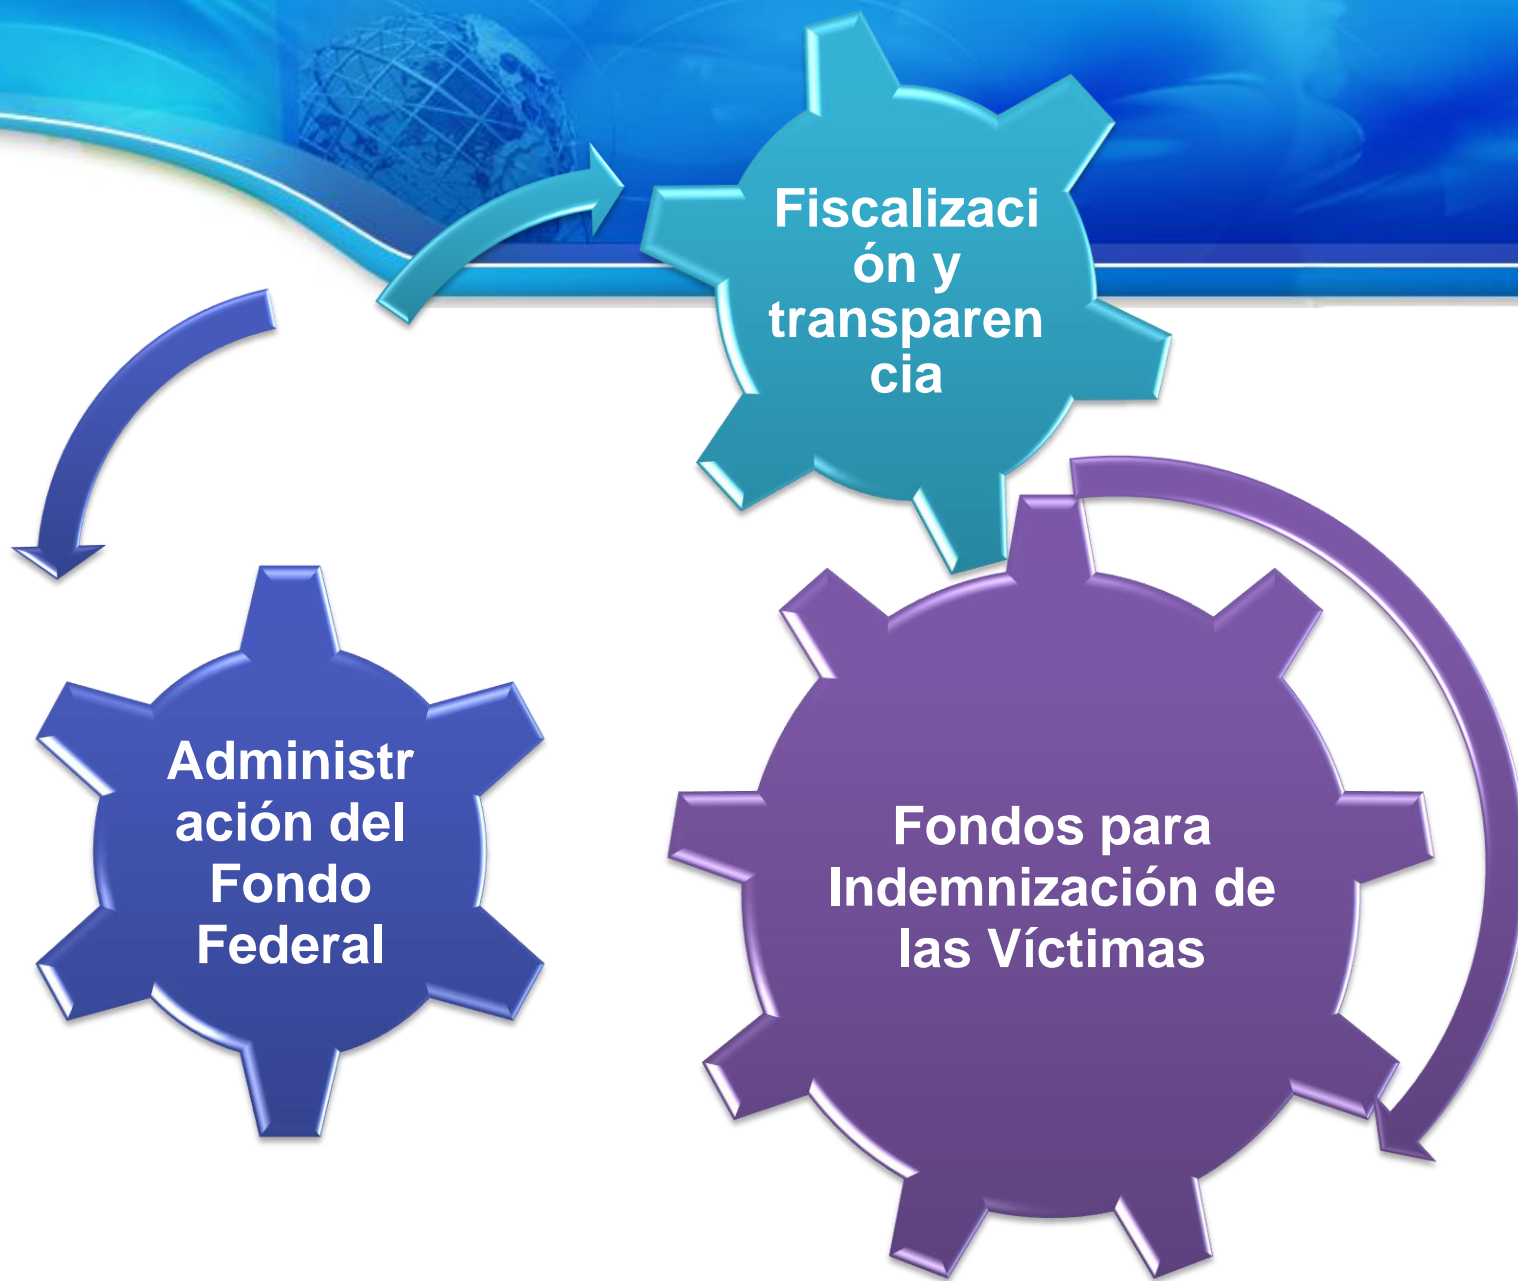 Fiscalizaci
ón y
transparen
cia
Administr
ación del
Fondo
Federal
Fondos para
Indemnización de
las Víctimas